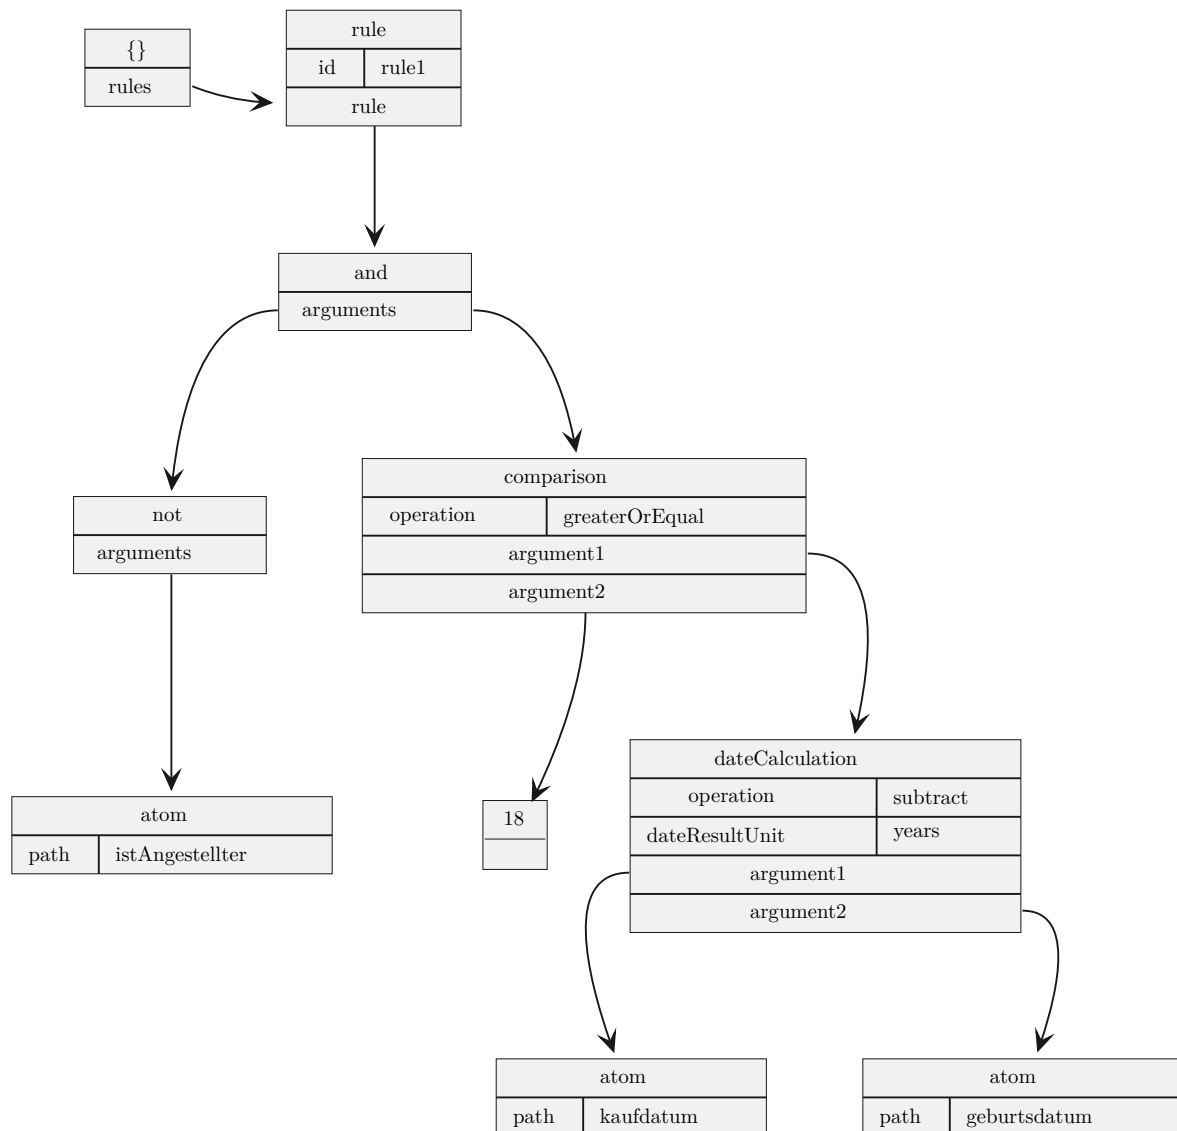 {}
rules
rule
id rule1
rule
and
arguments
not
arguments
comparison
operation greaterOrEqual
argument1
argument2
atom
path istAngestellter
18
dateCalculation
operation subtract
dateResultUnit years
argument1
argument2
atom
path kaufdatum
atom
path geburtsdatum